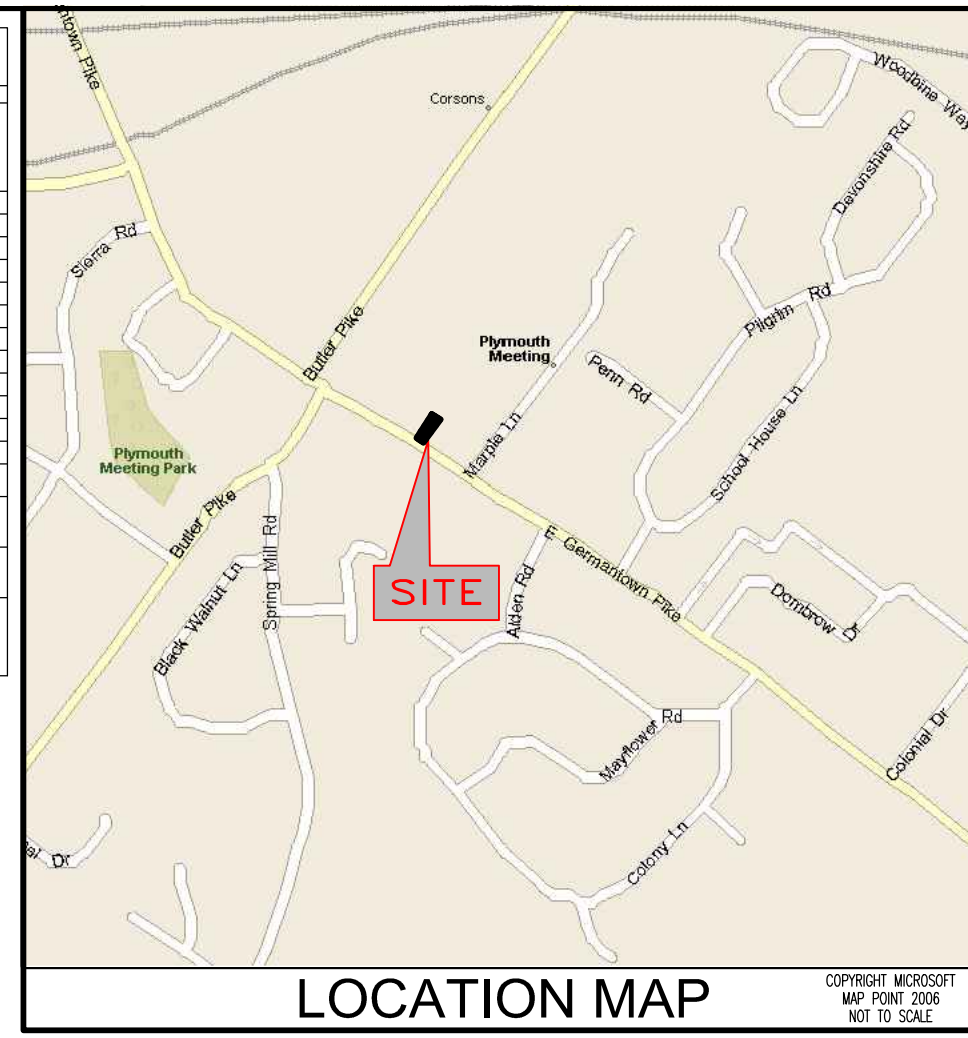 ntown Pike
Corsons
Woodbine Way
Devonshire Rd
Sierra Rd
Pilgrim Rd
Butler Pike
Plymouth
Meeting
Penn Rd
Marple Ln
School House Ln
Plymouth
Meeting Park
Butler Pike
Spring Mill Rd
Black Walnut Ln
SITE
E Germantown Pike
Alden Rd
Dombrow Dr
Mayflower Rd
Colonial Dr
Colony Ln
al Dr
LOCATION MAP
COPYRIGHT MICROSOFT
MAP POINT 2006
NOT TO SCALE